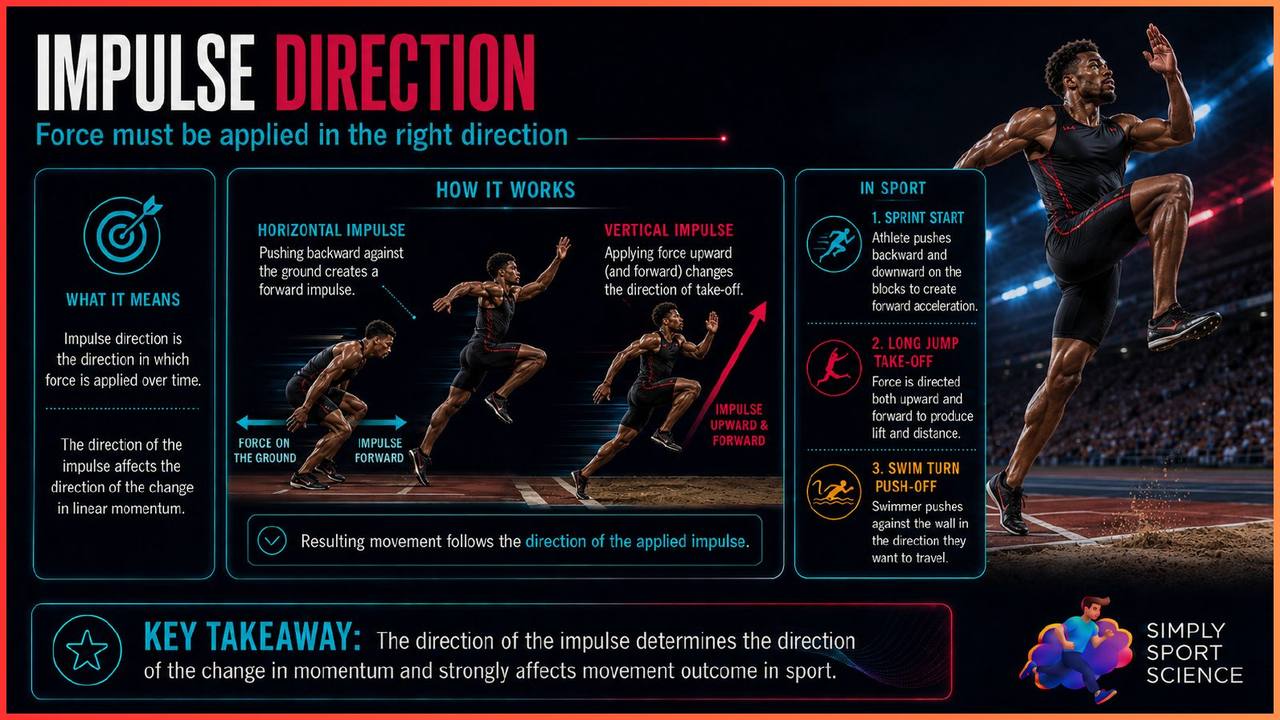 IMPULSE DIRECTION
Force must be applied in the right direction
WHAT IT MEANS
Impulse direction is
the direction in which
force is applied over time.
The direction of the
impulse affects the
direction of the change
in linear momentum.
HOW IT WORKS
HORIZONTAL IMPULSE
Pushing backward against
the ground creates a
forward impulse.
VERTICAL IMPULSE
Applying force upward
(and forward) changes
the direction of take-off.
FORCE ON
THE GROUND
IMPULSE
FORWARD
IMPULSE
UPWARD &
FORWARD
Resulting movement follows the direction of the applied impulse.
IN SPORT
1. SPRINT START
Athlete pushes
backward and
downward on the
blocks to create
forward acceleration.
2. LONG JUMP
TAKE-OFF
Force is directed
both upward and
forward to produce
lift and distance.
3. SWIM TURN
PUSH-OFF
Swimmer pushes
against the wall in
the direction they
want to travel.
KEY TAKEAWAY: The direction of the impulse determines the direction
of the change in momentum and strongly affects movement outcome in sport.
SIMPLY
SPORT
SCIENCE